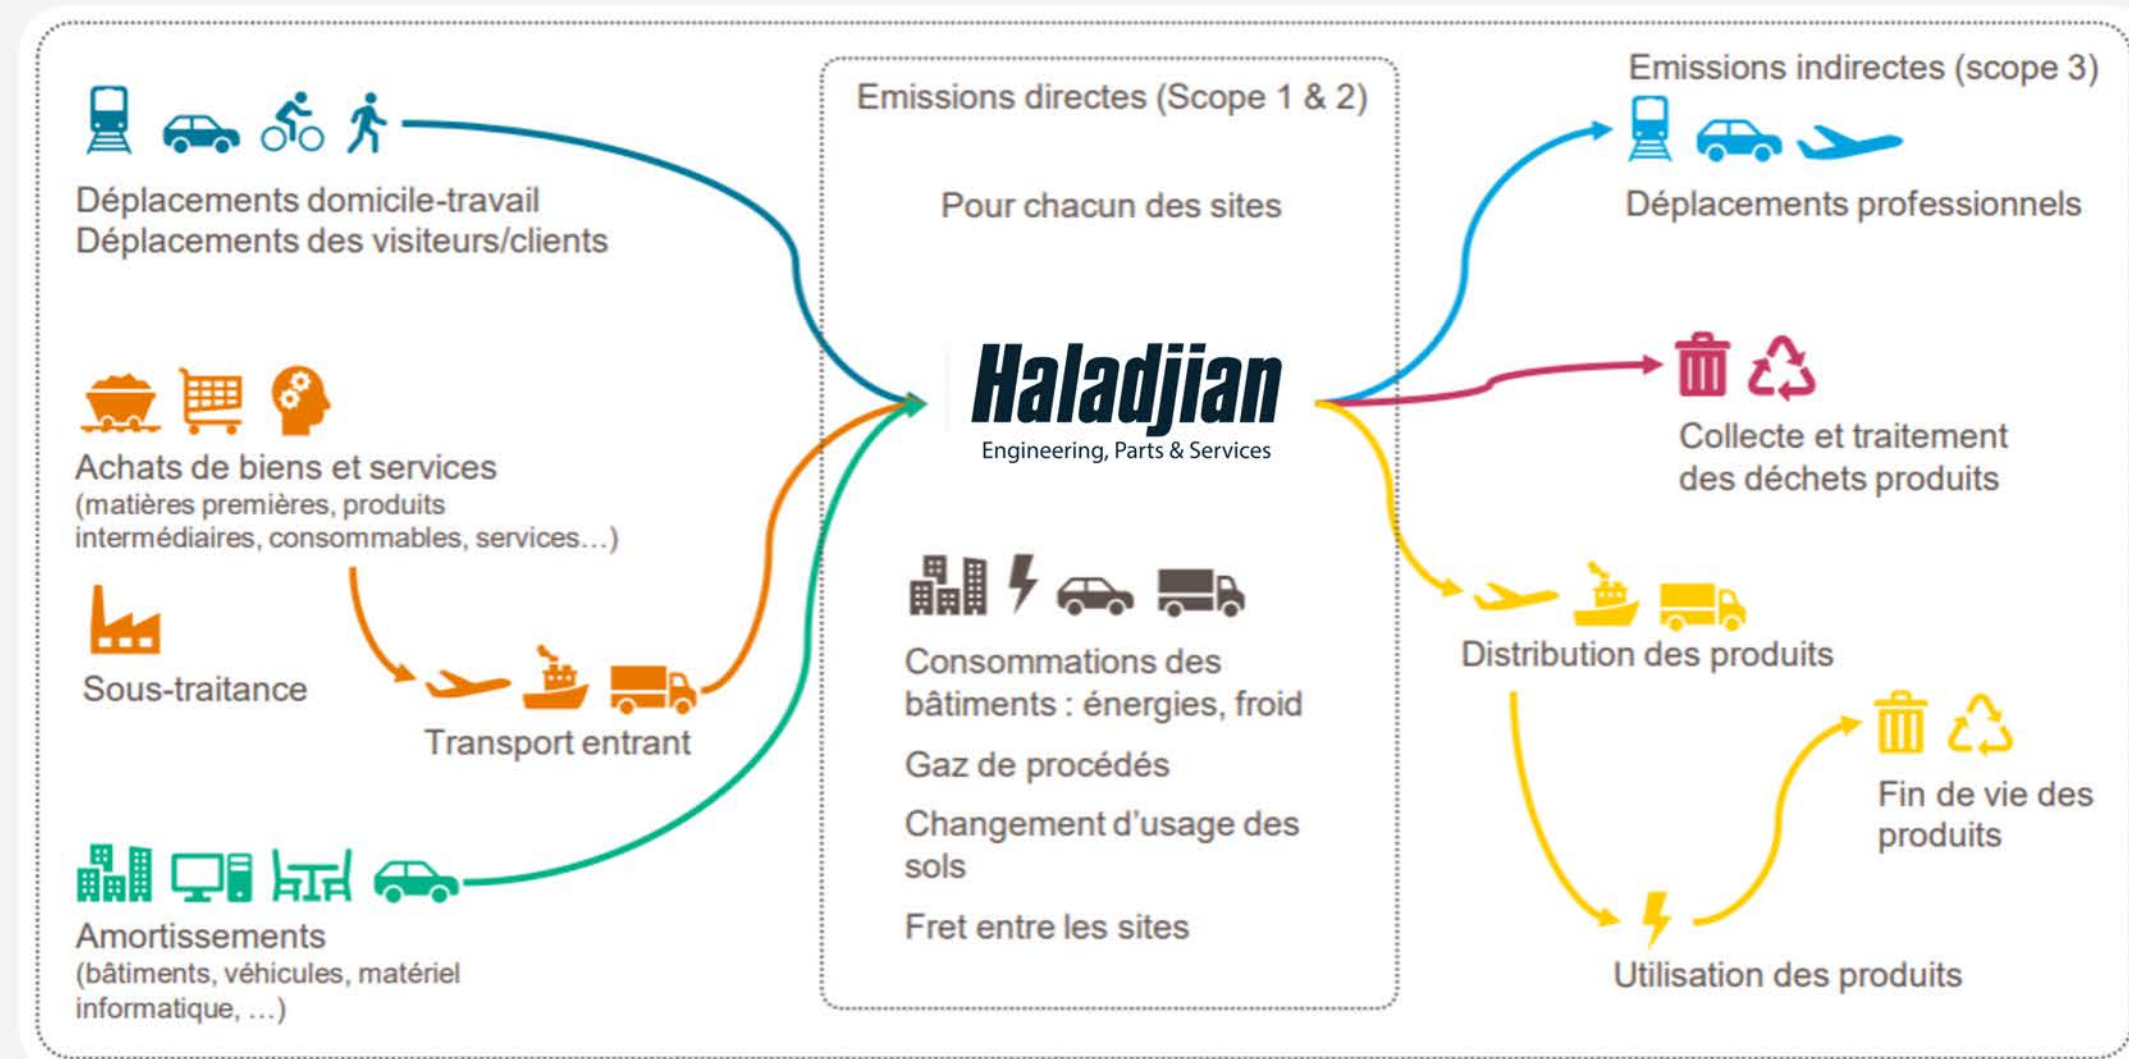 Déplacements domicile-travail
Déplacements des visiteurs/clients
Achats de biens et services
(matières premières, produits
intermédiaires, consommables, services…)
Sous-traitance
Transport entrant
Amortissements
(bâtiments, véhicules, matériel
informatique, …)
Emissions directes (Scope 1 & 2)
Pour chacun des sites
Haladjian
Engineering, Parts & Services
Consommations des
bâtiments : énergies, froid
Gaz de procédés
Changement d’usage des
sols
Fret entre les sites
Emissions indirectes (scope 3)
Déplacements professionnels
Collecte et traitement
des déchets produits
Distribution des produits
Fin de vie des
produits
Utilisation des produits